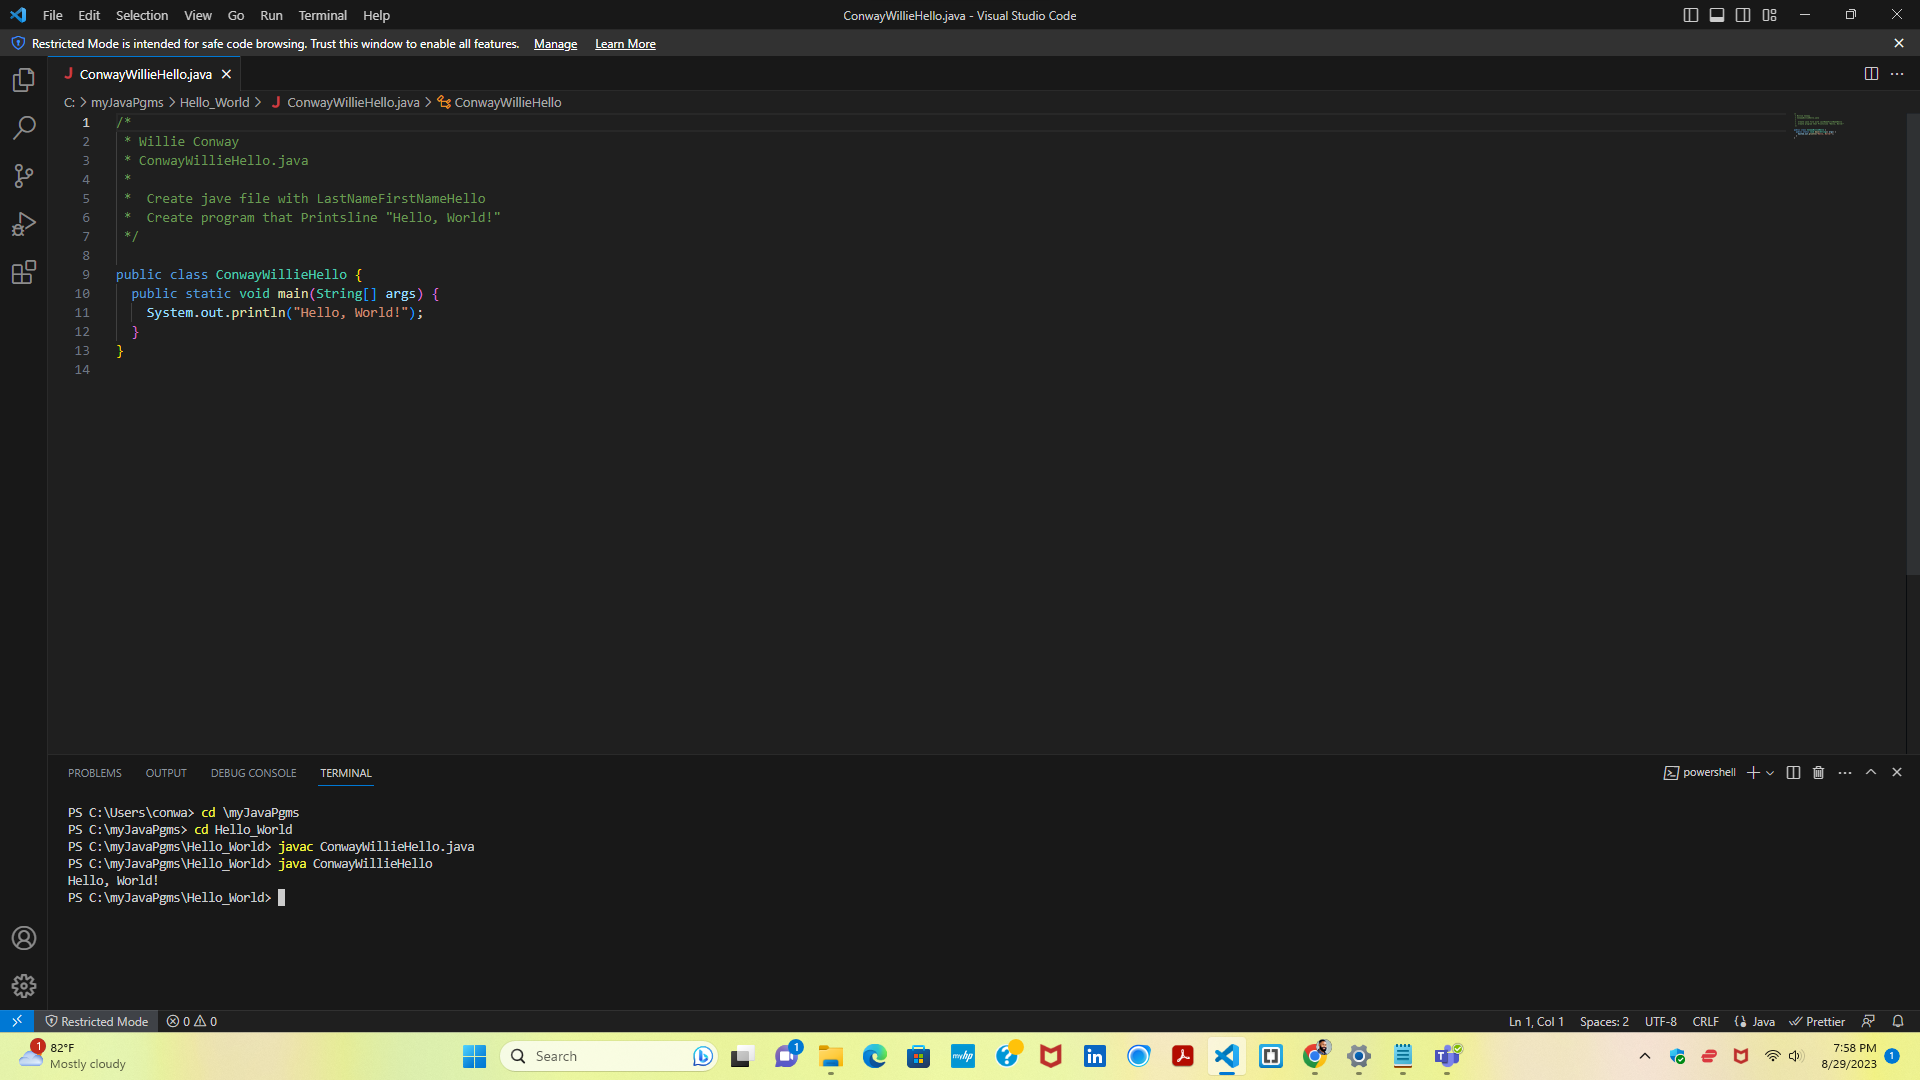 File Edit Selection View Go Run Terminal Help
ConwayWillieHello.java - Visual Studio Code
Restricted Mode is intended for safe code browsing. Trust this window to enable all features. Manage Learn More
J ConwayWillieHello.java
C: > myJavaPgms > Hello_World > J ConwayWillieHello.java > ConwayWillieHello
1 /*
2 * Willie Conway
3 * ConwayWillieHello.java
4 *
5 * Create jave file with LastNameFirstNameHello
6 * Create program that Printsline "Hello, World!"
7 */
8
9 public class ConwayWillieHello {
10 public static void main(String[] args) {
11 System.out.println("Hello, World!");
12 }
13 }
14
PROBLEMS OUTPUT DEBUG CONSOLE TERMINAL
powershell
PS C:\Users\conwa> cd \myJavaPgms
PS C:\myJavaPgms> cd Hello_World
PS C:\myJavaPgms\Hello_World> javac ConwayWillieHello.java
PS C:\myJavaPgms\Hello_World> java ConwayWillieHello
Hello, World!
PS C:\myJavaPgms\Hello_World>
Restricted Mode 0 0
Ln 1, Col 1 Spaces: 2 UTF-8 CRLF Java Prettier
1
82°F
Mostly cloudy
Search
1
myhp
in
7:58 PM
8/29/2023
1